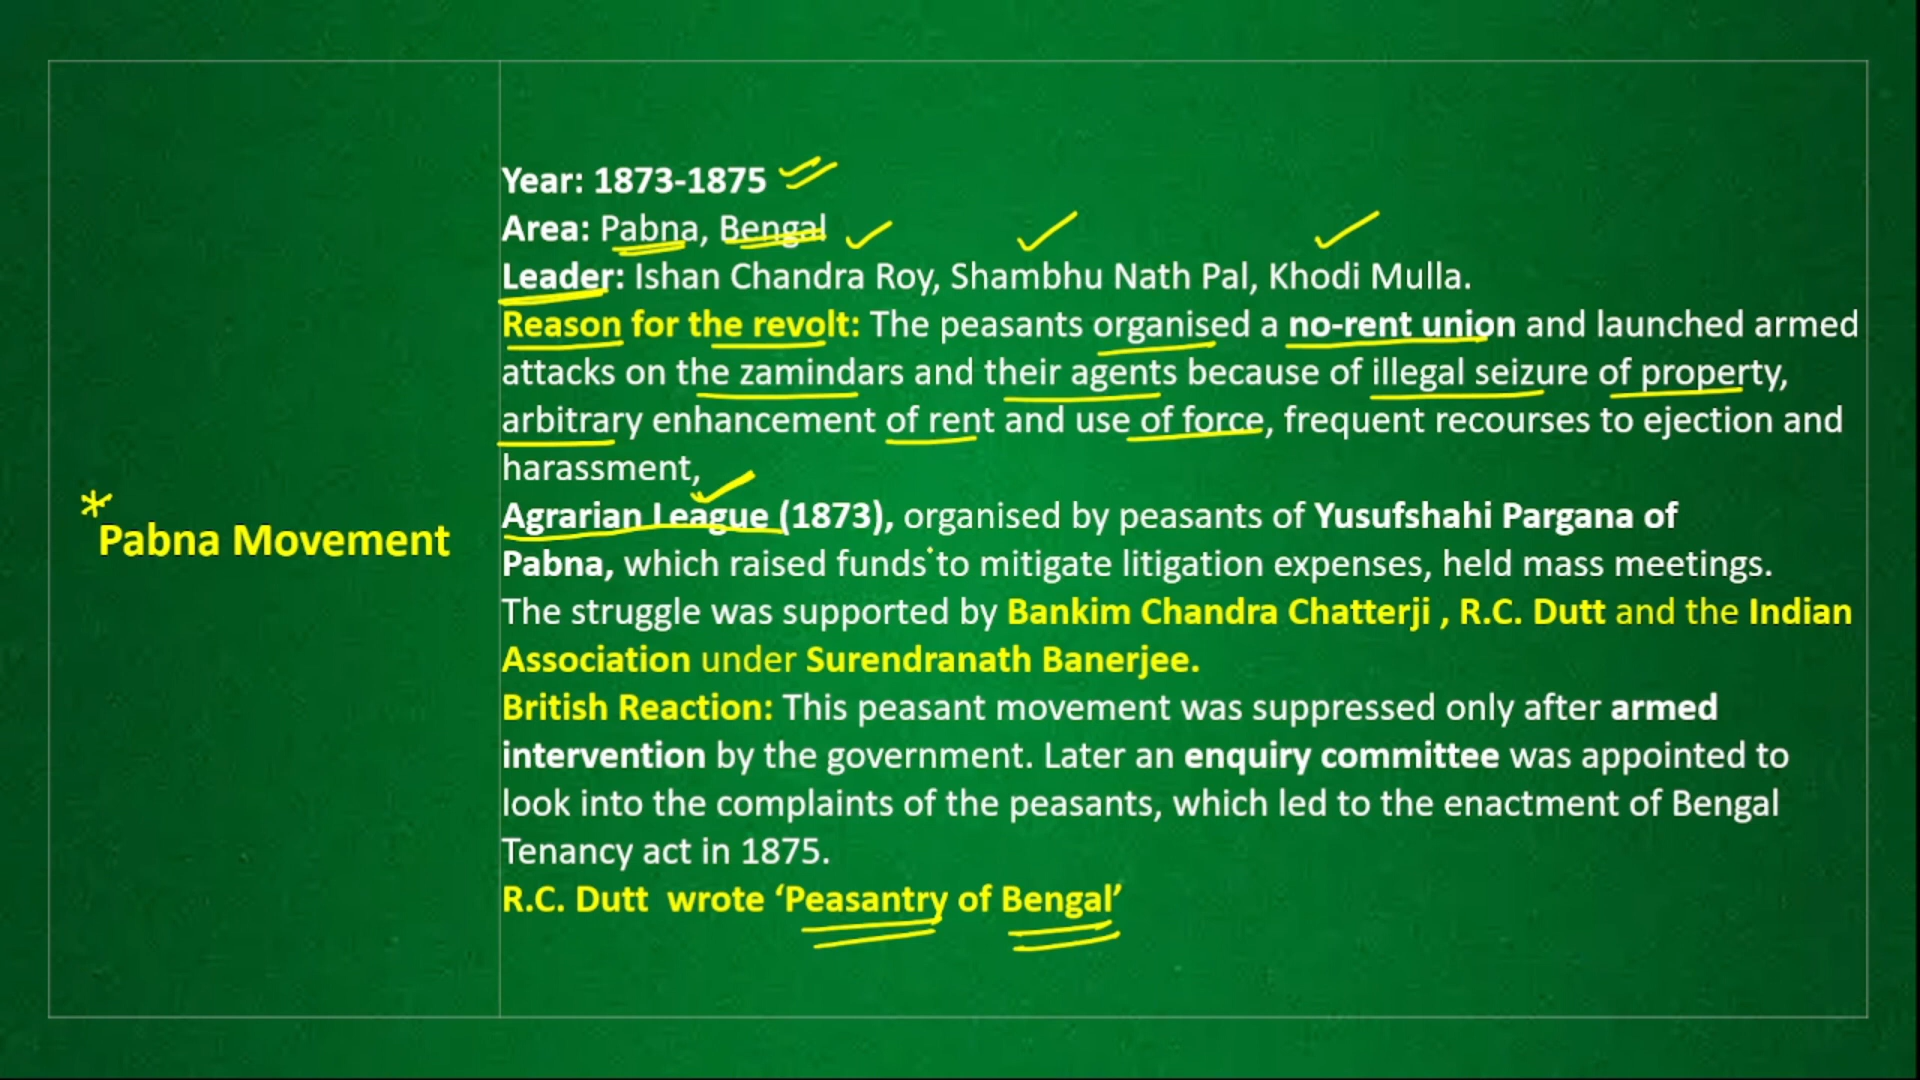 Year: 1873-1875
Area: Pabna, Bengal
Leader: Ishan Chandra Roy, Shambhu Nath Pal, Khodi Mulla.
Reason for the revolt: The peasants organised a no-rent union and launched armed
attacks on the zamindars and their agents because of illegal seizure of property,
arbitrary enhancement of rent and use of force, frequent recourses to ejection and
harassment,
Agrarian League (1873), organised by peasants of Yusufshahi Pargana of
Pabna, which raised funds to mitigate litigation expenses, held mass meetings.
The struggle was supported by Bankim Chandra Chatterji , R.C. Dutt and the Indian
Association under Surendranath Banerjee.
British Reaction: This peasant movement was suppressed only after armed
intervention by the government. Later an enquiry committee was appointed to
look into the complaints of the peasants, which led to the enactment of Bengal
Tenancy act in 1875.
R.C. Dutt wrote ‘Peasantry of Bengal’
*Pabna Movement